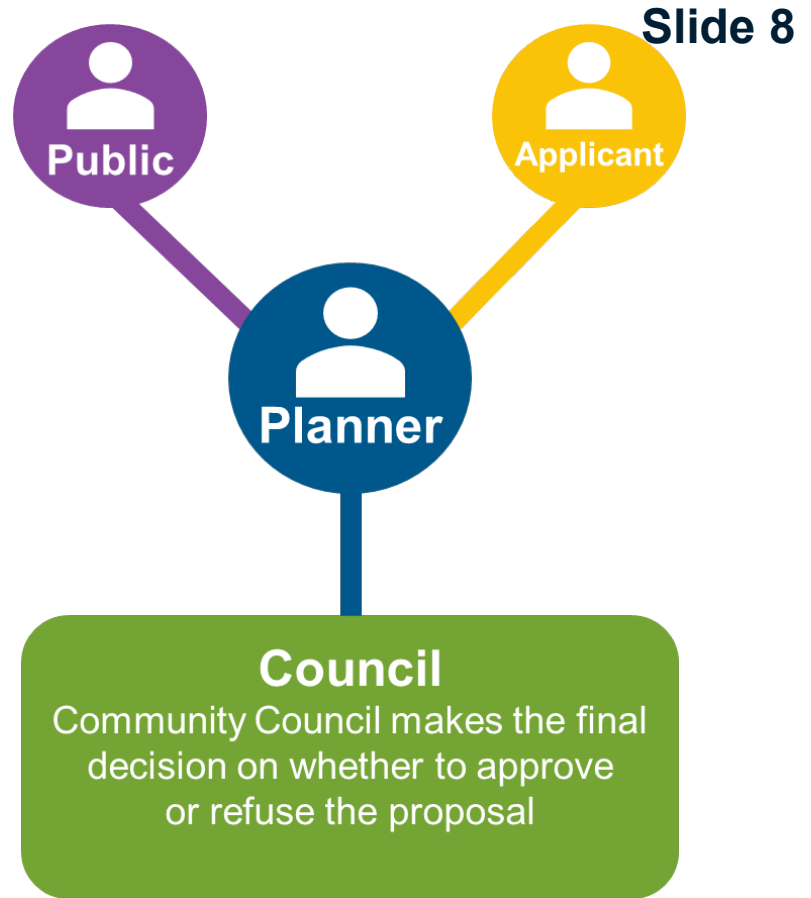 Slide 8
Public
Applicant
Planner
Council
Community Council makes the final
decision on whether to approve
or refuse the proposal